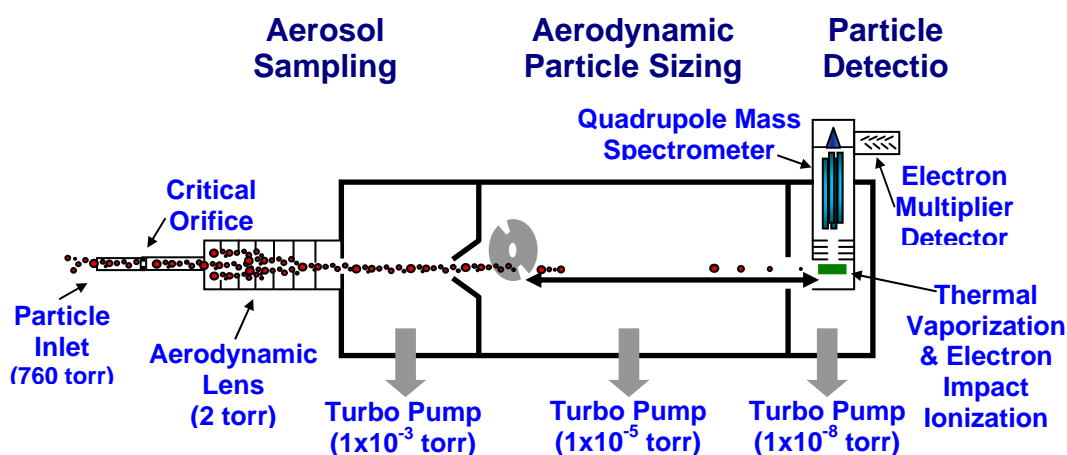 Aerosol
Sampling
Aerodynamic
Particle Sizing
Particle
Detectio
Quadrupole Mass
Spectrometer
Critical
Orifice
Electron
Multiplier
Detector
Particle
Inlet
(760 torr)
Aerodynamic
Lens
(2 torr)
Thermal
Vaporization
& Electron
Impact
Ionization
Turbo Pump
(1x10⁻³ torr)
Turbo Pump
(1x10⁻⁵ torr)
Turbo Pump
(1x10⁻⁸ torr)